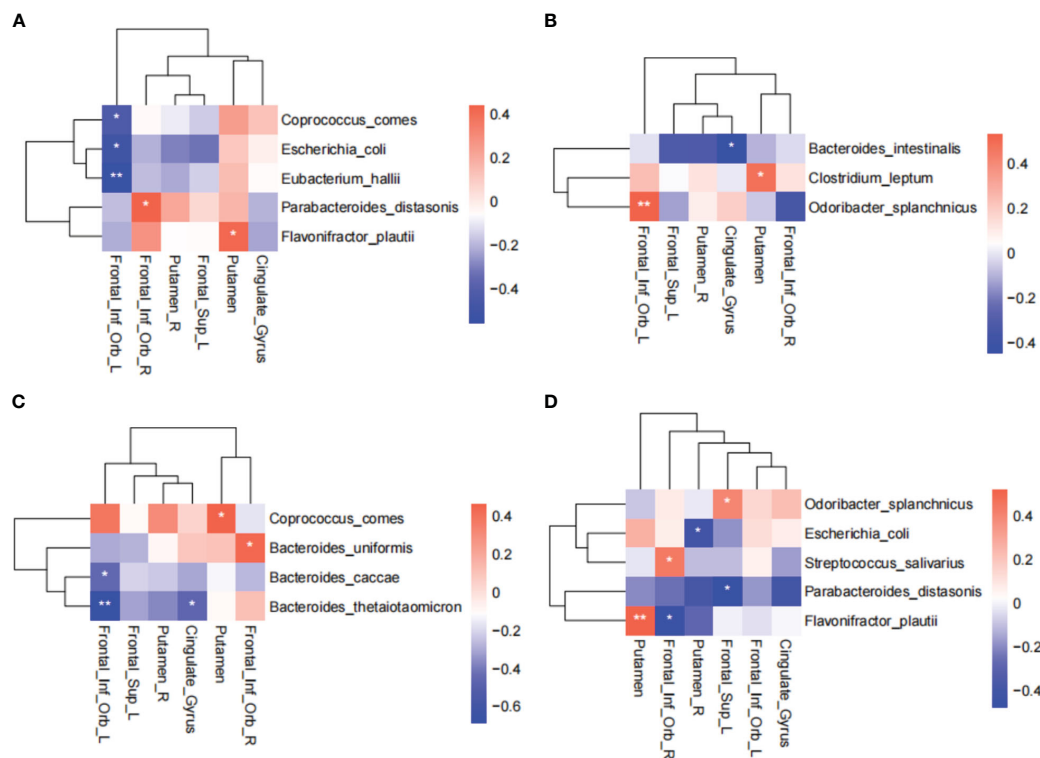 A
*
*
**
*
*
Coprococcus_comes
Escherichia_coli
Eubacterium_hallii
Parabacteroides_distasonis
Flavonifractor_plautii
Frontal_Inf_Orb_L
Frontal_Inf_Orb_R
Putamen_R
Frontal_Sup_L
Putamen
Cingulate_Gyrus
0.4
0.2
0
−0.2
−0.4
B
*
*
**
Bacteroides_intestinalis
Clostridium_leptum
Odoribacter_splanchnicus
Frontal_Inf_Orb_L
Frontal_Sup_L
Putamen_R
Cingulate_Gyrus
Putamen
Frontal_Inf_Orb_R
0.4
0.2
0
−0.2
−0.4
C
*
*
*
** *
Coprococcus_comes
Bacteroides_uniformis
Bacteroides_caccae
Bacteroides_thetaiotaomicron
Frontal_Inf_Orb_L
Frontal_Sup_L
Putamen_R
Cingulate_Gyrus
Putamen
Frontal_Inf_Orb_R
0.4
0.2
0
−0.2
−0.4
−0.6
D
*
*
*
*
** *
Odoribacter_splanchnicus
Escherichia_coli
Streptococcus_salivarius
Parabacteroides_distasonis
Flavonifractor_plautii
Putamen
Frontal_Inf_Orb_R
Putamen_R
Frontal_Sup_L
Frontal_Inf_Orb_L
Cingulate_Gyrus
0.4
0.2
0
−0.2
−0.4